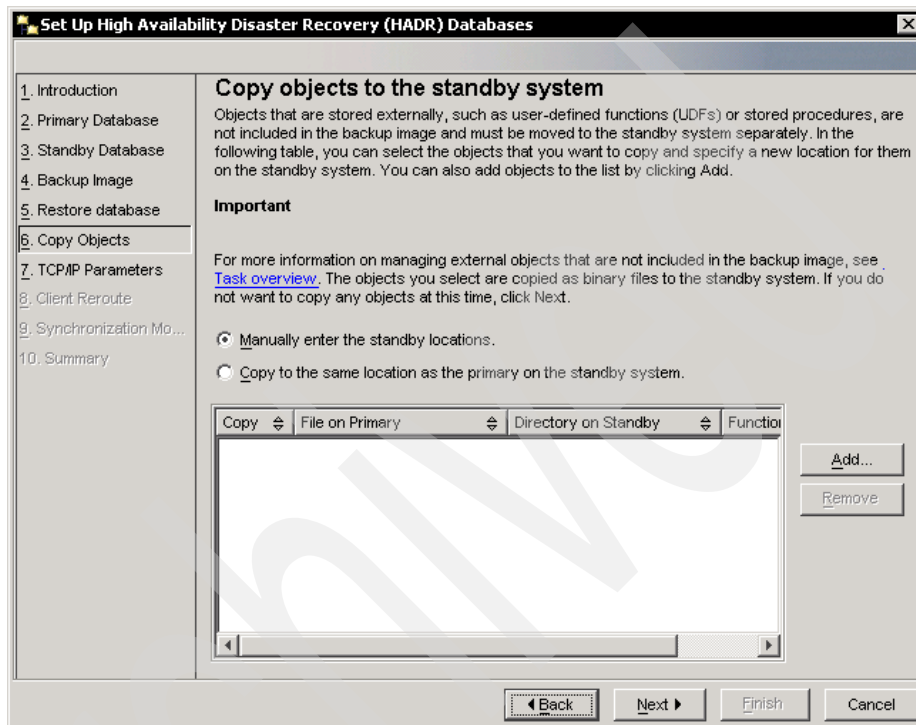 Set Up High Availability Disaster Recovery (HADR) Databases
1. Introduction
2. Primary Database
3. Standby Database
4. Backup Image
5. Restore database
6. Copy Objects
7. TCP/IP Parameters
8. Client Reroute
9. Synchronization Mo...
10. Summary
Copy objects to the standby system
Objects that are stored externally, such as user-defined functions (UDFs) or stored procedures, are
not included in the backup image and must be moved to the standby system separately. In the
following table, you can select the objects that you want to copy and specify a new location for them
on the standby system. You can also add objects to the list by clicking Add.
Important
For more information on managing external objects that are not included in the backup image, see
Task overview. The objects you select are copied as binary files to the standby system. If you do
not want to copy any objects at this time, click Next.
Manually enter the standby locations.
Copy to the same location as the primary on the standby system.
Copy File on Primary Directory on Standby Function
Add...
Remove
Back Next Finish Cancel